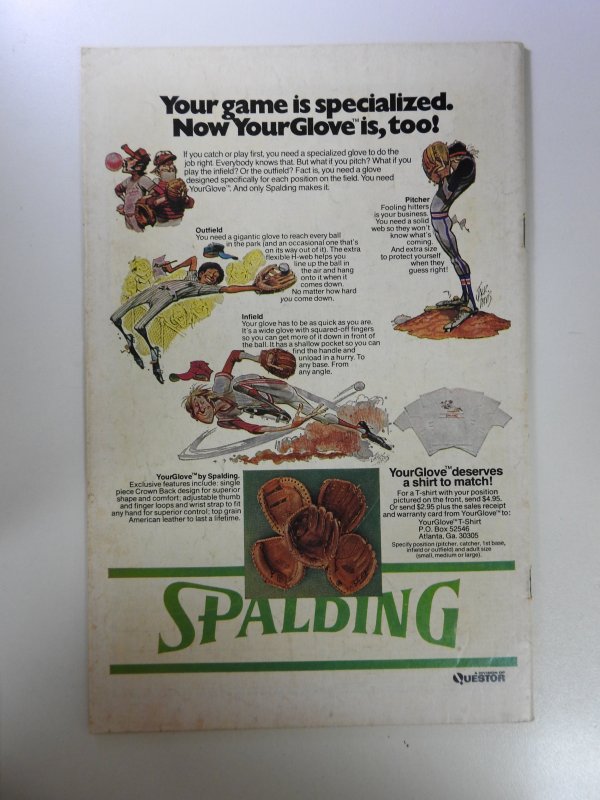 Your game is specialized.
Now YourGlove™ is, too!
If you catch or play first, you need a specialized glove to do the
job right. Everybody knows that. But what if you pitch? What if you
play the infield? Or the outfield? Fact is, you need a glove
designed specifically for each position on the field. You need
YourGlove™. And only Spalding makes it.
Pitcher
Fooling hitters
is your business.
You need a solid
web so they won't
know what's
coming.
And extra size
to protect yourself
when they
guess right!
Outfield
You need a gigantic glove to reach every ball
in the park (and an occasional one that's
on its way out of it). The extra
flexible H-web helps you
line up the ball in
the air and hang
onto it when it
comes down.
No matter how hard
you come down.
Infield
Your glove has to be as quick as you are.
It's a wide glove with squared-off fingers
so you can get more of it down in front of
the ball. It has a shallow pocket so you can
find the handle and
unload in a hurry. To
any base. From
any angle.
YourGlove™ by Spalding.
Exclusive features include: single
piece Crown Back design for superior
shape and comfort; adjustable thumb
and finger loops and wrist strap to fit
any hand for superior control; top grain
American leather to last a lifetime.
YourGlove™ deserves
a shirt to match!
For a T-shirt with your position
pictured on the front, send $4.95.
Or send $2.95 plus the sales receipt
and warranty card from YourGlove™ to:
YourGlove™ T-Shirt
P.O. Box 52546
Atlanta, Ga. 30305
Specify position (pitcher, catcher, 1st base,
infield or outfield) and adult size
(small, medium or large).
SPALDING
A DIVISION OF
QUESTOR